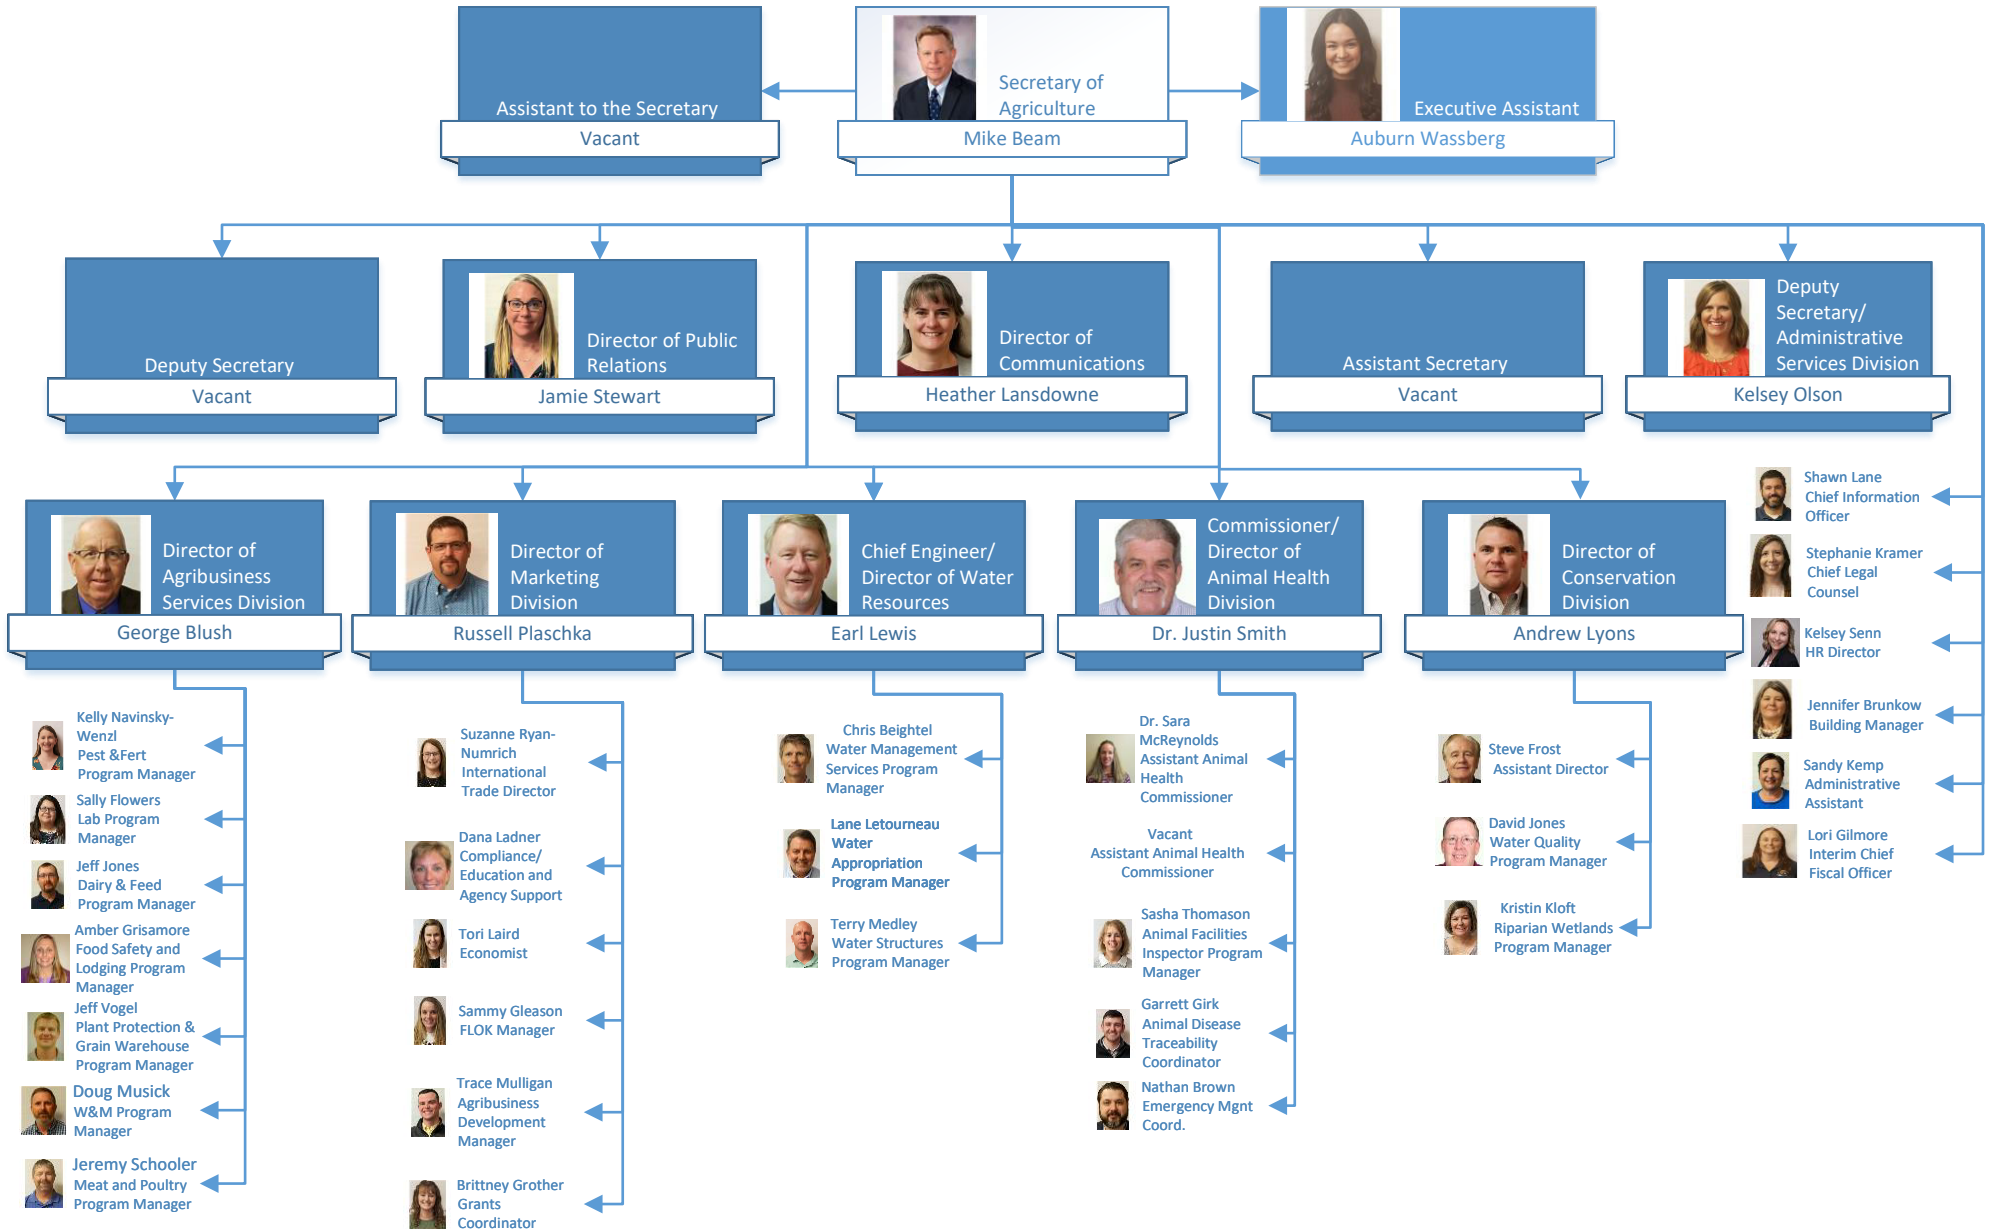 Assistant to the Secretary
Vacant
Secretary of
Agriculture
Mike Beam
Executive Assistant
Auburn Wassberg
Deputy Secretary
Vacant
Director of Public
Relations
Jamie Stewart
Director of
Communications
Heather Lansdowne
Assistant Secretary
Vacant
Deputy
Secretary/
Administrative
Services Division
Kelsey Olson
Director of
Agribusiness
Services Division
George Blush
Director of
Marketing
Division
Russell Plaschka
Chief Engineer/
Director of Water
Resources
Earl Lewis
Commissioner/
Director of
Animal Health
Division
Dr. Justin Smith
Director of
Conservation
Division
Andrew Lyons
Shawn Lane
Chief Information
Officer
Stephanie Kramer
Chief Legal
Counsel
Kelsey Senn
HR Director
Jennifer Brunkow
Building Manager
Sandy Kemp
Administrative
Assistant
Lori Gilmore
Interim Chief
Fiscal Officer
Kelly Navinsky-
Wenzl
Pest &Fert
Program Manager
Sally Flowers
Lab Program
Manager
Jeff Jones
Dairy & Feed
Program Manager
Amber Grisamore
Food Safety and
Lodging Program
Manager
Jeff Vogel
Plant Protection &
Grain Warehouse
Program Manager
Doug Musick
W&M Program
Manager
Jeremy Schooler
Meat and Poultry
Program Manager
Suzanne Ryan-
Numrich
International
Trade Director
Dana Ladner
Compliance/
Education and
Agency Support
Tori Laird
Economist
Sammy Gleason
FLOK Manager
Trace Mulligan
Agribusiness
Development
Manager
Brittney Grother
Grants
Coordinator
Chris Beightel
Water Management
Services Program
Manager
Lane Letourneau
Water
Appropriation
Program Manager
Terry Medley
Water Structures
Program Manager
Dr. Sara
McReynolds
Assistant Animal
Health
Commissioner
Vacant
Assistant Animal Health
Commissioner
Sasha Thomason
Animal Facilities
Inspector Program
Manager
Garrett Girk
Animal Disease
Traceability
Coordinator
Nathan Brown
Emergency Mgnt
Coord.
Steve Frost
Assistant Director
David Jones
Water Quality
Program Manager
Kristin Kloft
Riparian Wetlands
Program Manager